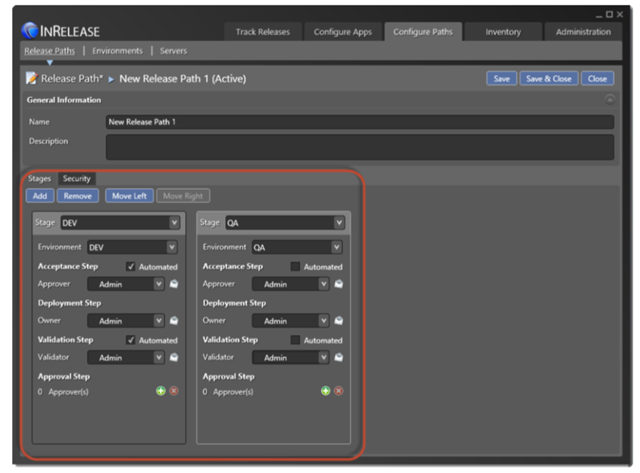 INRELEASE
Track Releases Configure Apps Configure Paths Inventory Administration
Release Paths | Environments | Servers
Release Path* ▸ New Release Path 1 (Active) Save Save & Close Close
General Information
Name New Release Path 1
Description
Stages Security
Add Remove Move Left Move Right
Stage DEV Stage QA
Environment DEV Environment QA
Acceptance Step Automated Acceptance Step Automated
Approver Admin Approver Admin
Deployment Step Deployment Step
Owner Admin Owner Admin
Validation Step Automated Validation Step Automated
Validator Admin Validator Admin
Approval Step Approval Step
0 Approver(s) 0 Approver(s)